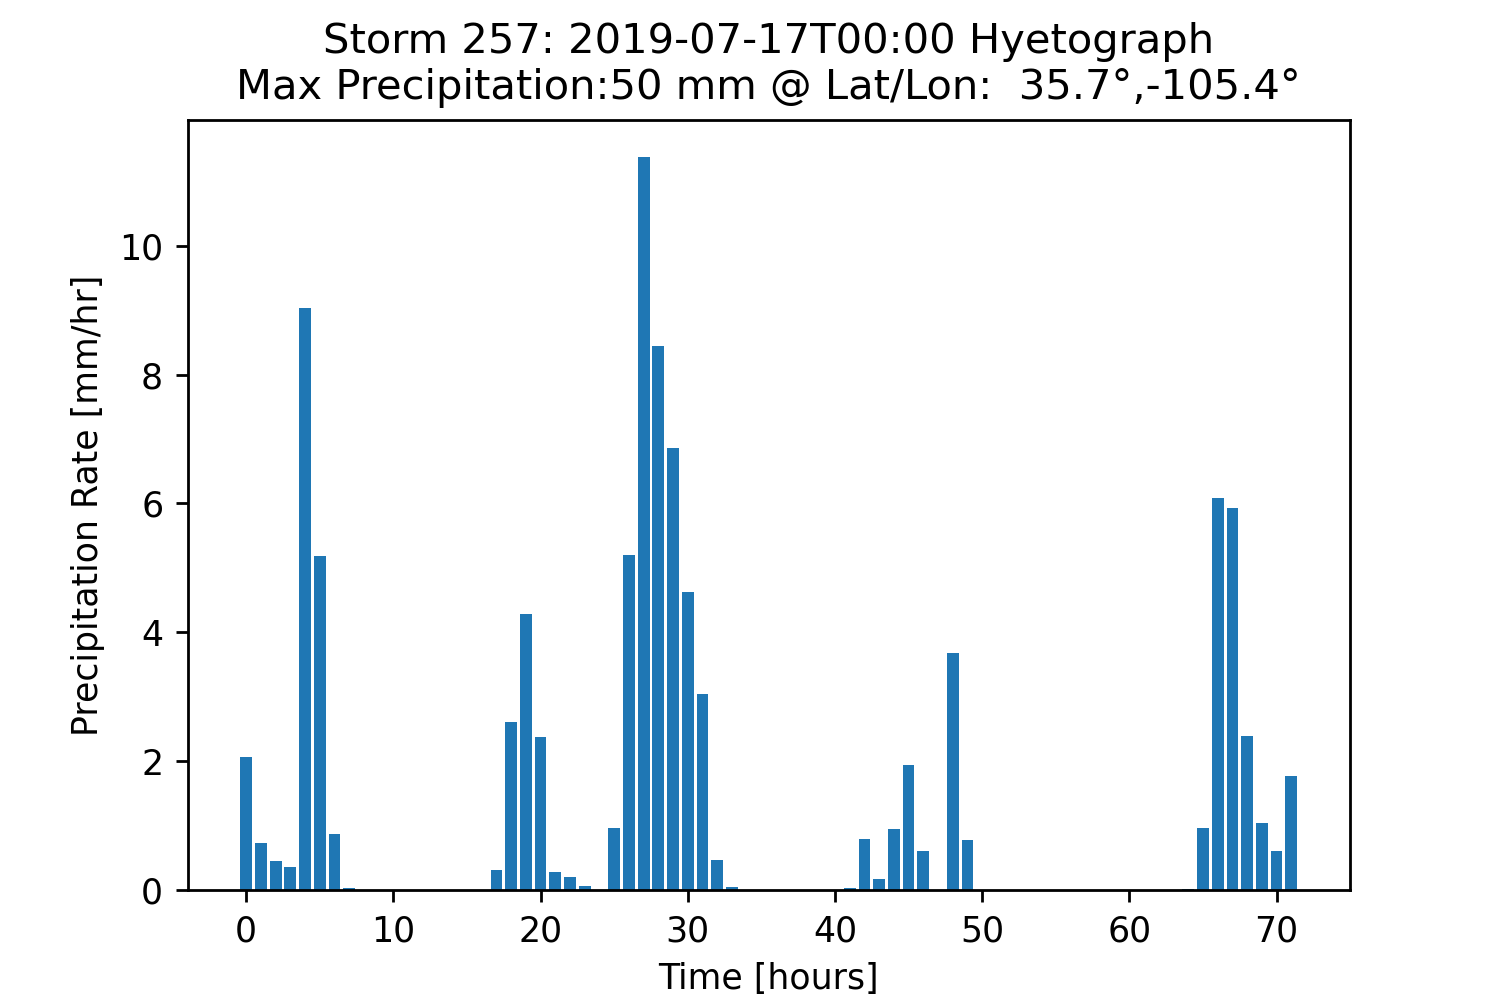 Storm 257: 2019-07-17T00:00 Hyetograph
Max Precipitation:50 mm @ Lat/Lon:  35.7°,-105.4°
Precipitation Rate [mm/hr]
10
8
6
4
2
0
0 10 20 30 40 50 60 70
Time [hours]